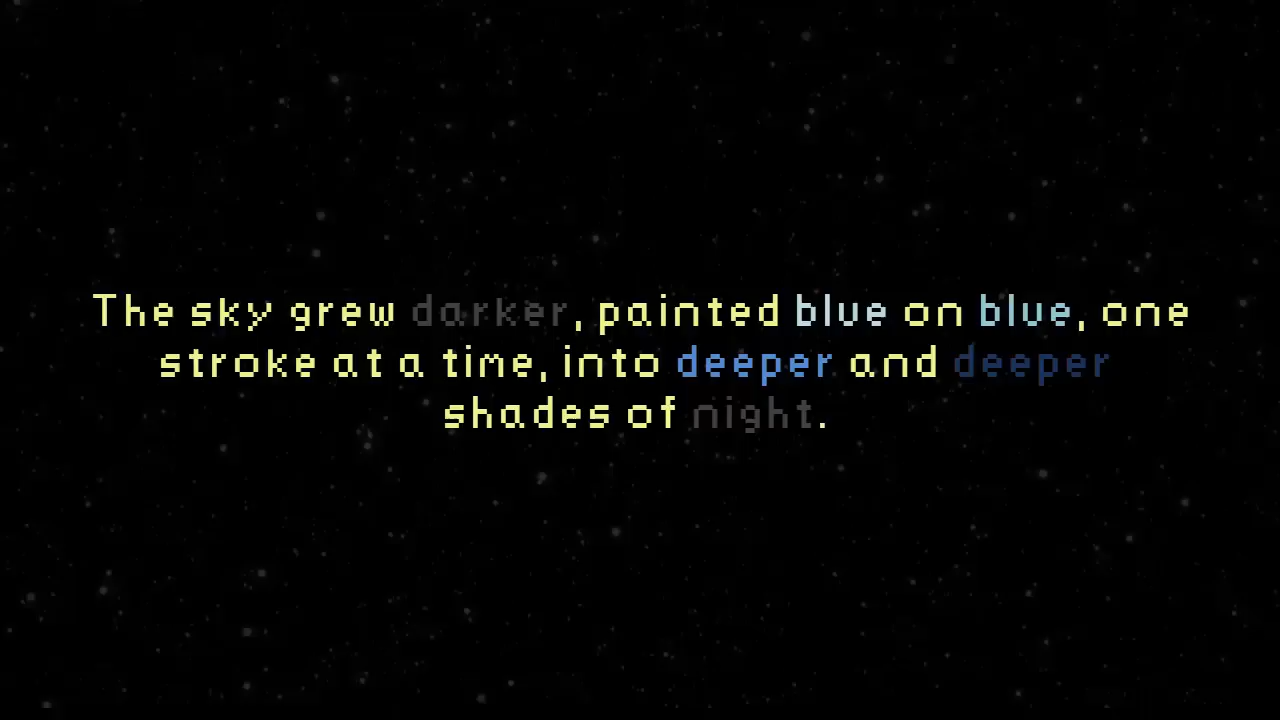 The sky grew darker, painted blue on blue, one
stroke at a time, into deeper and deeper
shades of night.